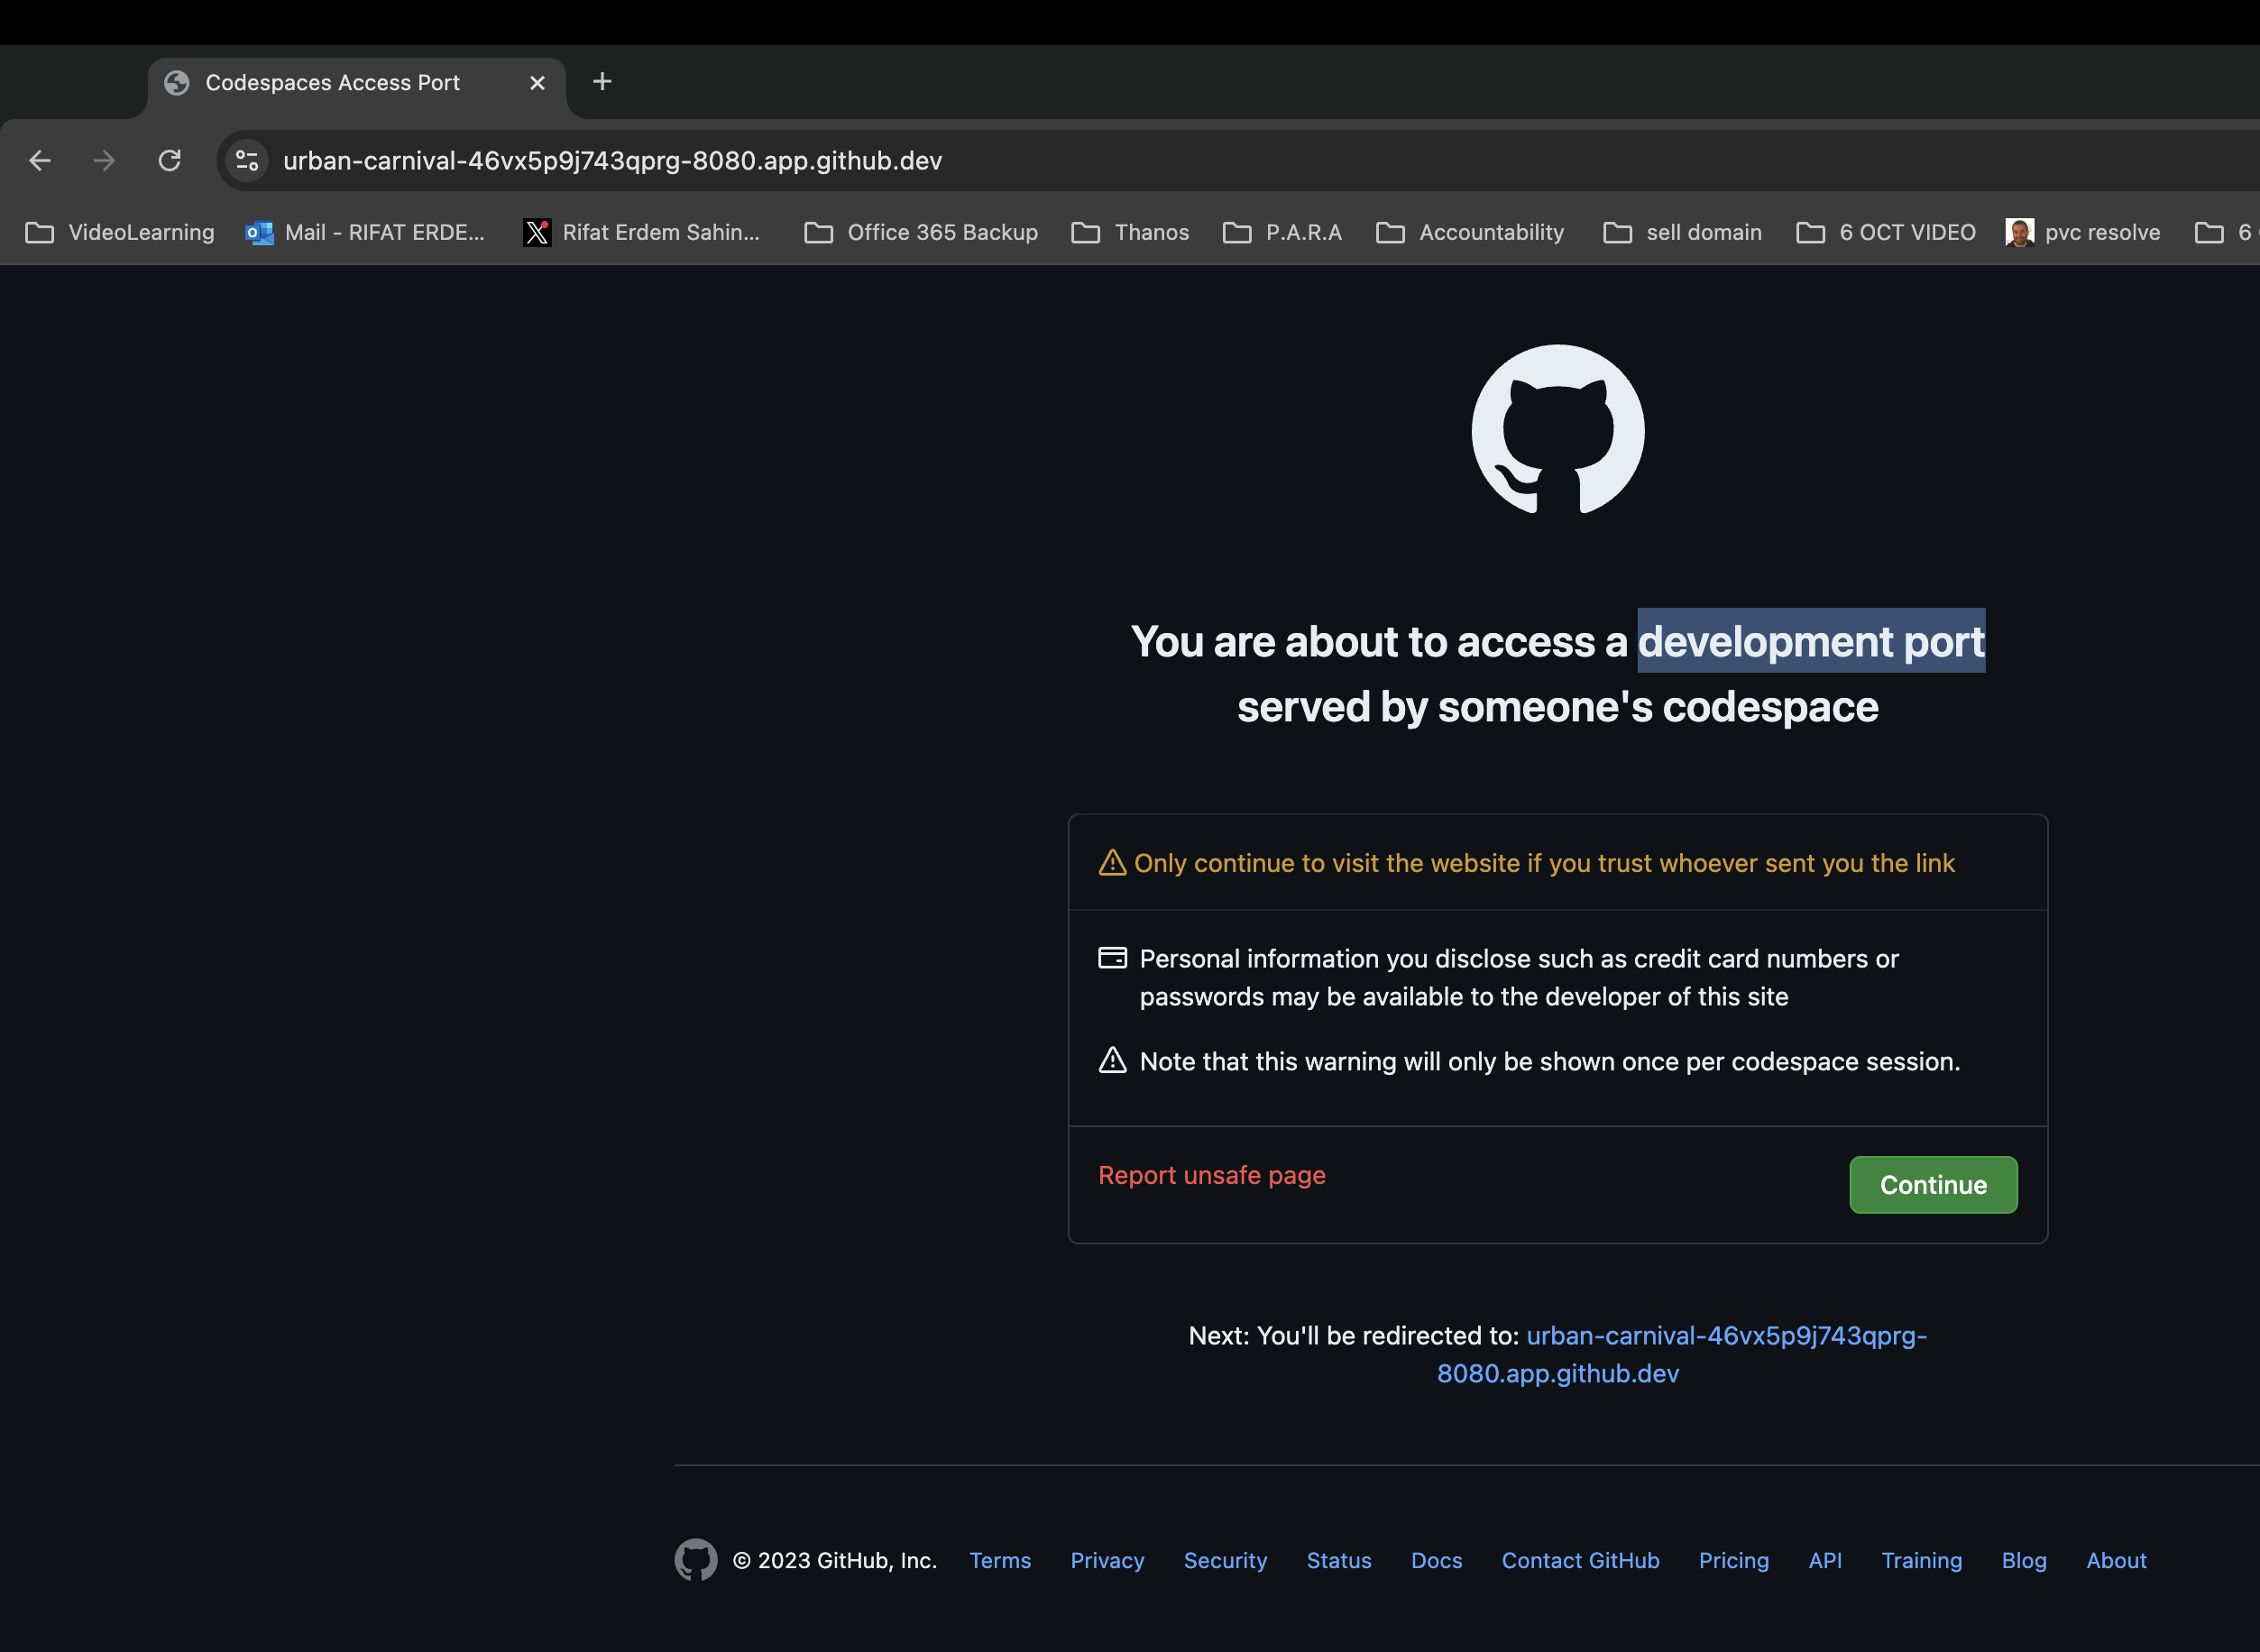 Codespaces Access Port
urban-carnival-46vx5p9j743qprg-8080.app.github.dev
VideoLearning Mail - RIFAT ERDE... Rifat Erdem Sahin... Office 365 Backup Thanos P.A.R.A Accountability sell domain 6 OCT VIDEO pvc resolve 6
You are about to access a development port
served by someone's codespace
Only continue to visit the website if you trust whoever sent you the link
Personal information you disclose such as credit card numbers or
passwords may be available to the developer of this site
Note that this warning will only be shown once per codespace session.
Report unsafe page Continue
Next: You'll be redirected to: urban-carnival-46vx5p9j743qprg-
8080.app.github.dev
© 2023 GitHub, Inc. Terms Privacy Security Status Docs Contact GitHub Pricing API Training Blog About